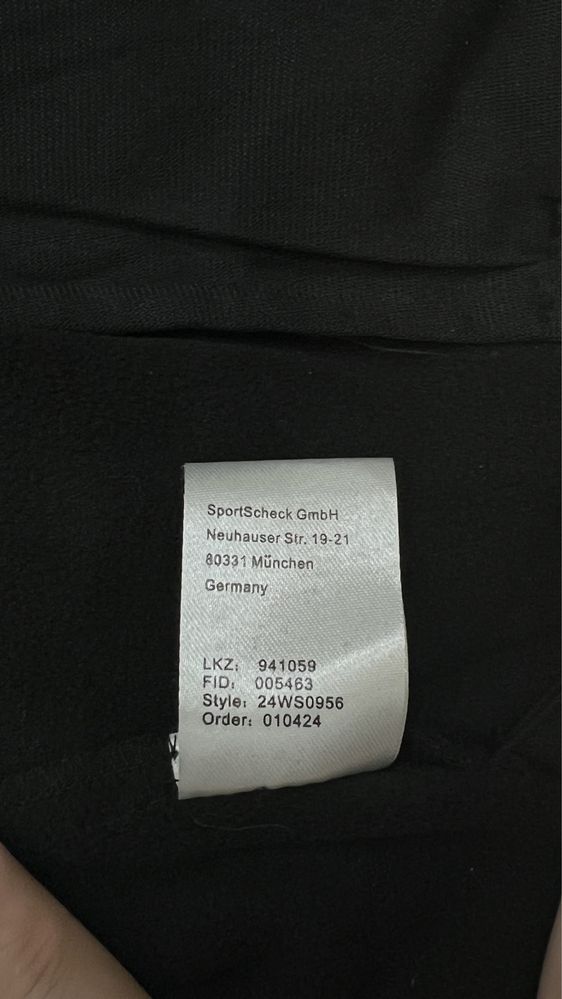 SportScheck GmbH
Neuhauser Str. 19-21
80331 München
Germany
LKZ: 941059
FID: 005463
Style: 24WS0956
Order: 010424